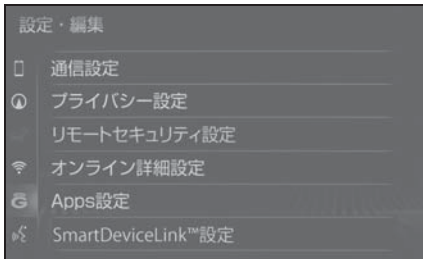 設定・編集
通信設定
プライバシー設定
リモートセキュリティ設定
オンライン詳細設定
Apps設定
SmartDeviceLink™設定